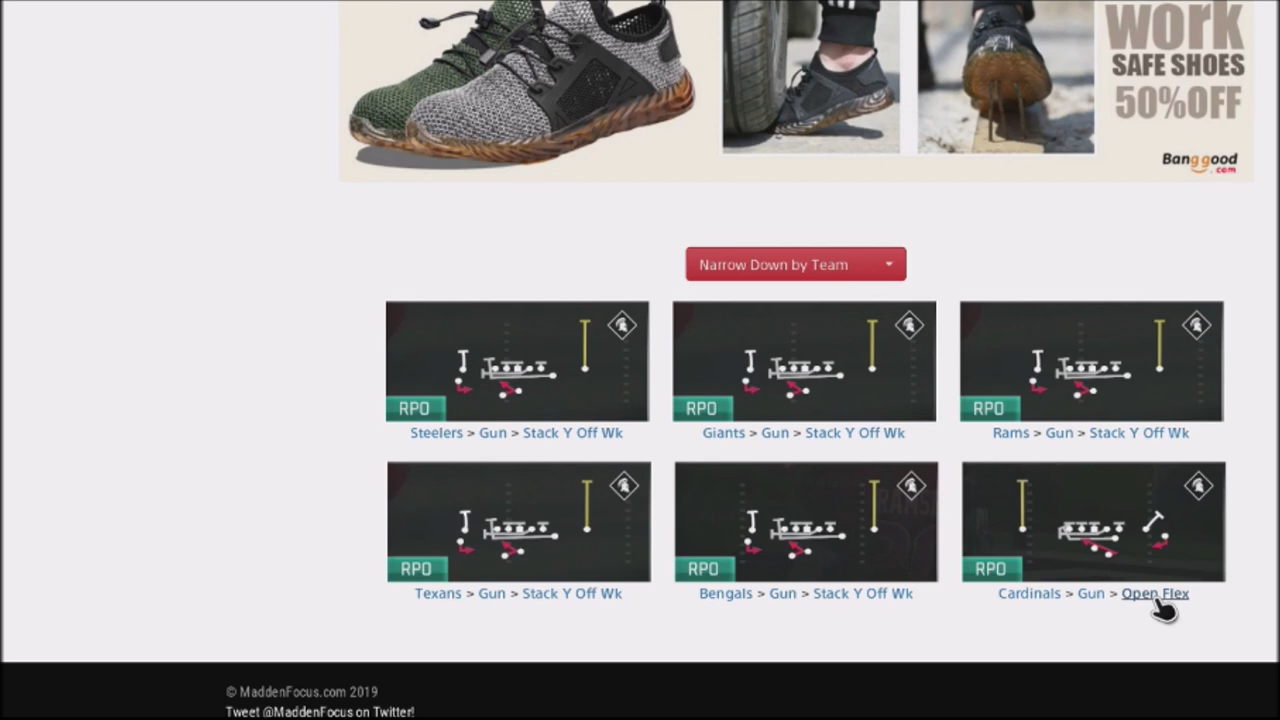 work
SAFE SHOES
50%OFF
Banggood
.com
Narrow Down by Team
RPO
RPO
RPO
Steelers > Gun > Stack Y Off Wk
Giants > Gun > Stack Y Off Wk
Rams > Gun > Stack Y Off Wk
RPO
RPO
RPO
Texans > Gun > Stack Y Off Wk
Bengals > Gun > Stack Y Off Wk
Cardinals > Gun > Open Flex
© MaddenFocus.com 2019
Tweet @MaddenFocus on Twitter!